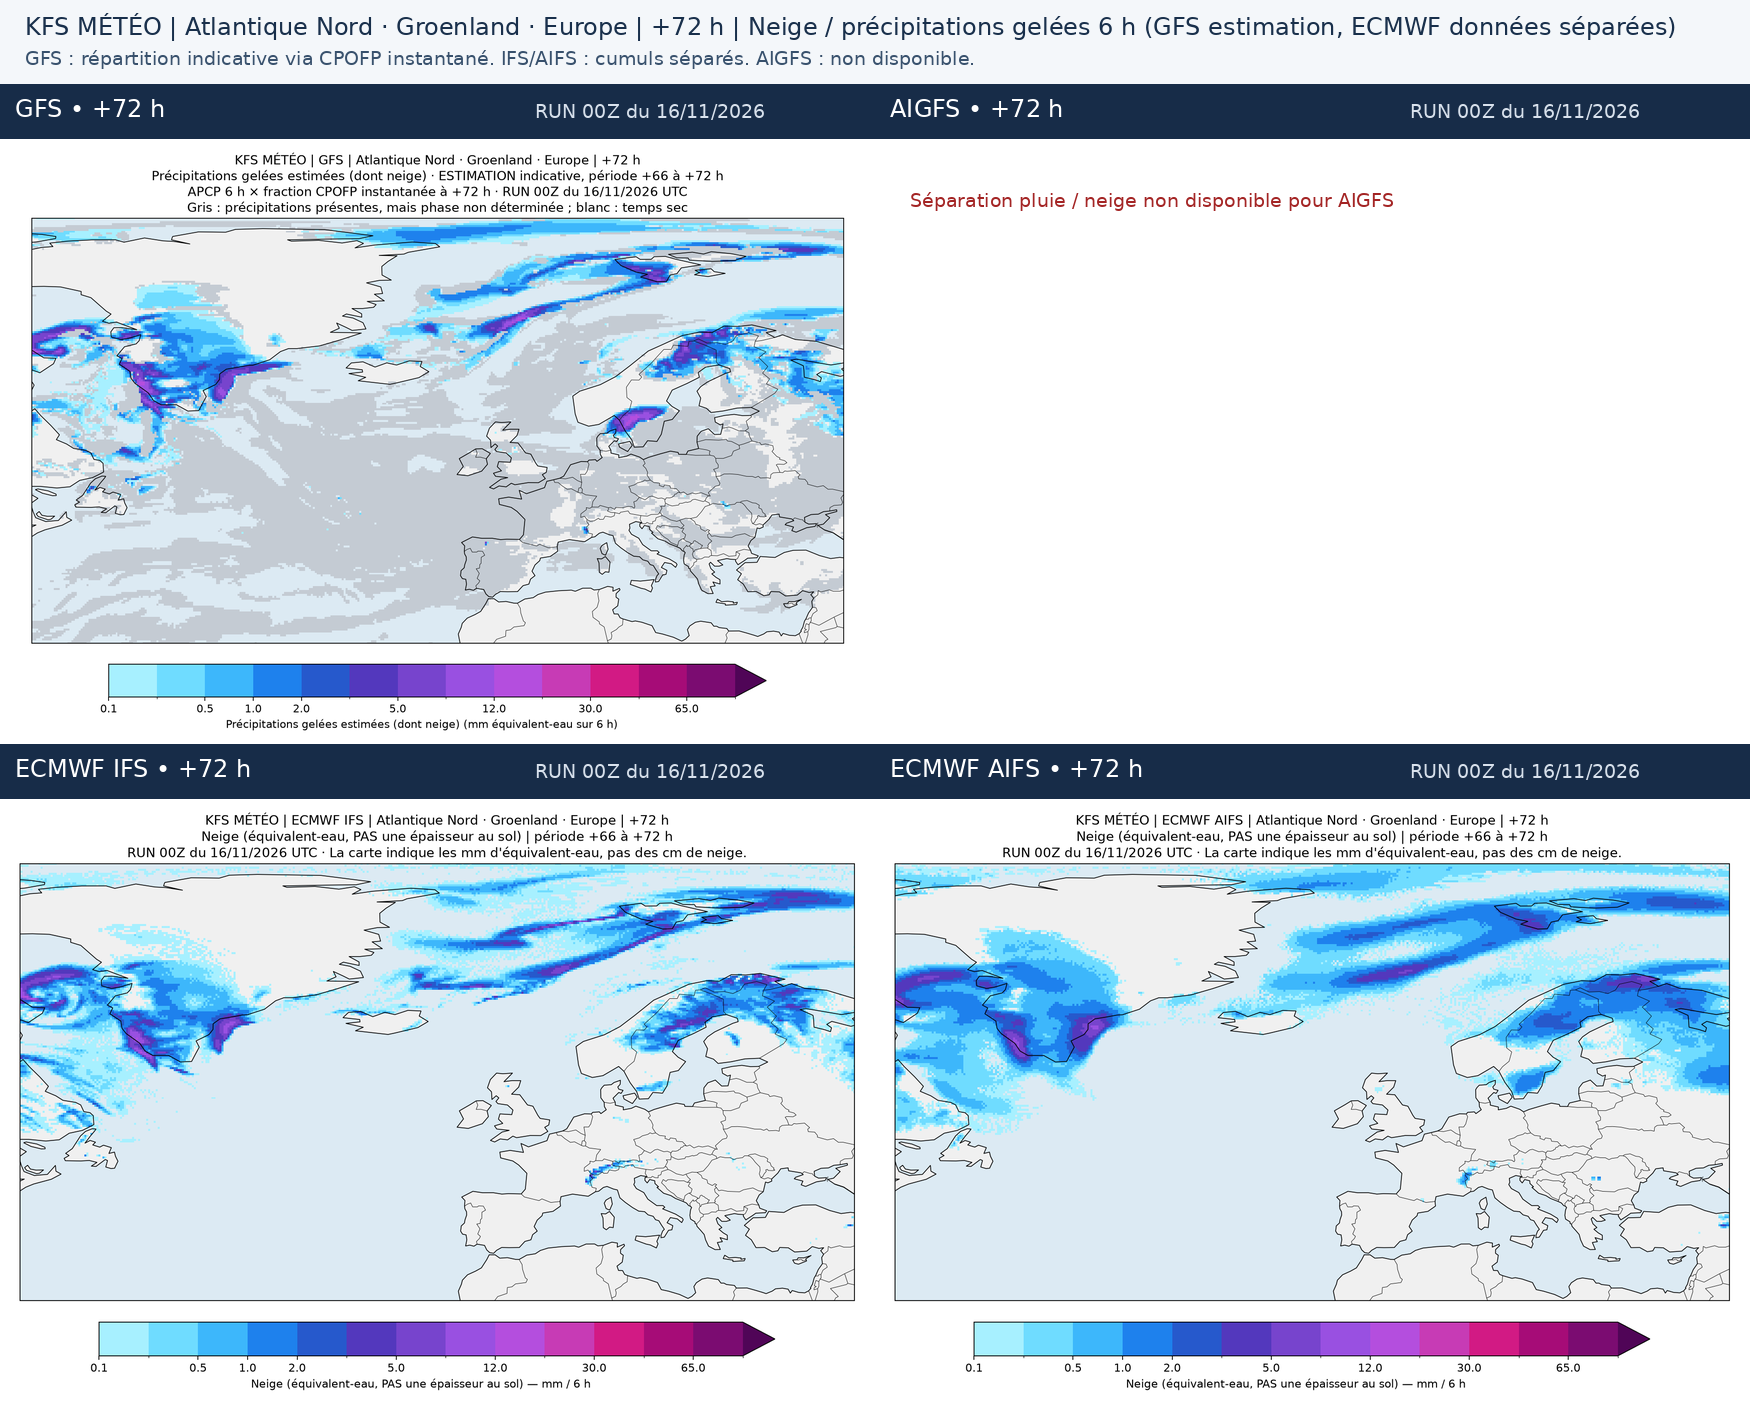 KFS MÉTÉO | Atlantique Nord · Groenland · Europe | +72 h | Neige / précipitations gelées 6 h (GFS estimation, ECMWF données séparées)
GFS : répartition indicative via CPOFP instantané. IFS/AIFS : cumuls séparés. AIGFS : non disponible.
GFS • +72 h
RUN 00Z du 16/11/2026
KFS MÉTÉO | GFS | Atlantique Nord · Groenland · Europe | +72 h
Précipitations gelées estimées (dont neige) · ESTIMATION indicative, période +66 à +72 h
APCP 6 h × fraction CPOFP instantanée à +72 h · RUN 00Z du 16/11/2026 UTC
Gris : précipitations présentes, mais phase non déterminée ; blanc : temps sec
0.1 0.5 1.0 2.0 5.0 12.0 30.0 65.0
Précipitations gelées estimées (dont neige) (mm équivalent-eau sur 6 h)
AIGFS • +72 h
RUN 00Z du 16/11/2026
Séparation pluie / neige non disponible pour AIGFS
ECMWF IFS • +72 h
RUN 00Z du 16/11/2026
KFS MÉTÉO | ECMWF IFS | Atlantique Nord · Groenland · Europe | +72 h
Neige (équivalent-eau, PAS une épaisseur au sol) | période +66 à +72 h
RUN 00Z du 16/11/2026 UTC · La carte indique les mm d'équivalent-eau, pas des cm de neige.
0.1 0.5 1.0 2.0 5.0 12.0 30.0 65.0
Neige (équivalent-eau, PAS une épaisseur au sol) — mm / 6 h
ECMWF AIFS • +72 h
RUN 00Z du 16/11/2026
KFS MÉTÉO | ECMWF AIFS | Atlantique Nord · Groenland · Europe | +72 h
Neige (équivalent-eau, PAS une épaisseur au sol) | période +66 à +72 h
RUN 00Z du 16/11/2026 UTC · La carte indique les mm d'équivalent-eau, pas des cm de neige.
0.1 0.5 1.0 2.0 5.0 12.0 30.0 65.0
Neige (équivalent-eau, PAS une épaisseur au sol) — mm / 6 h